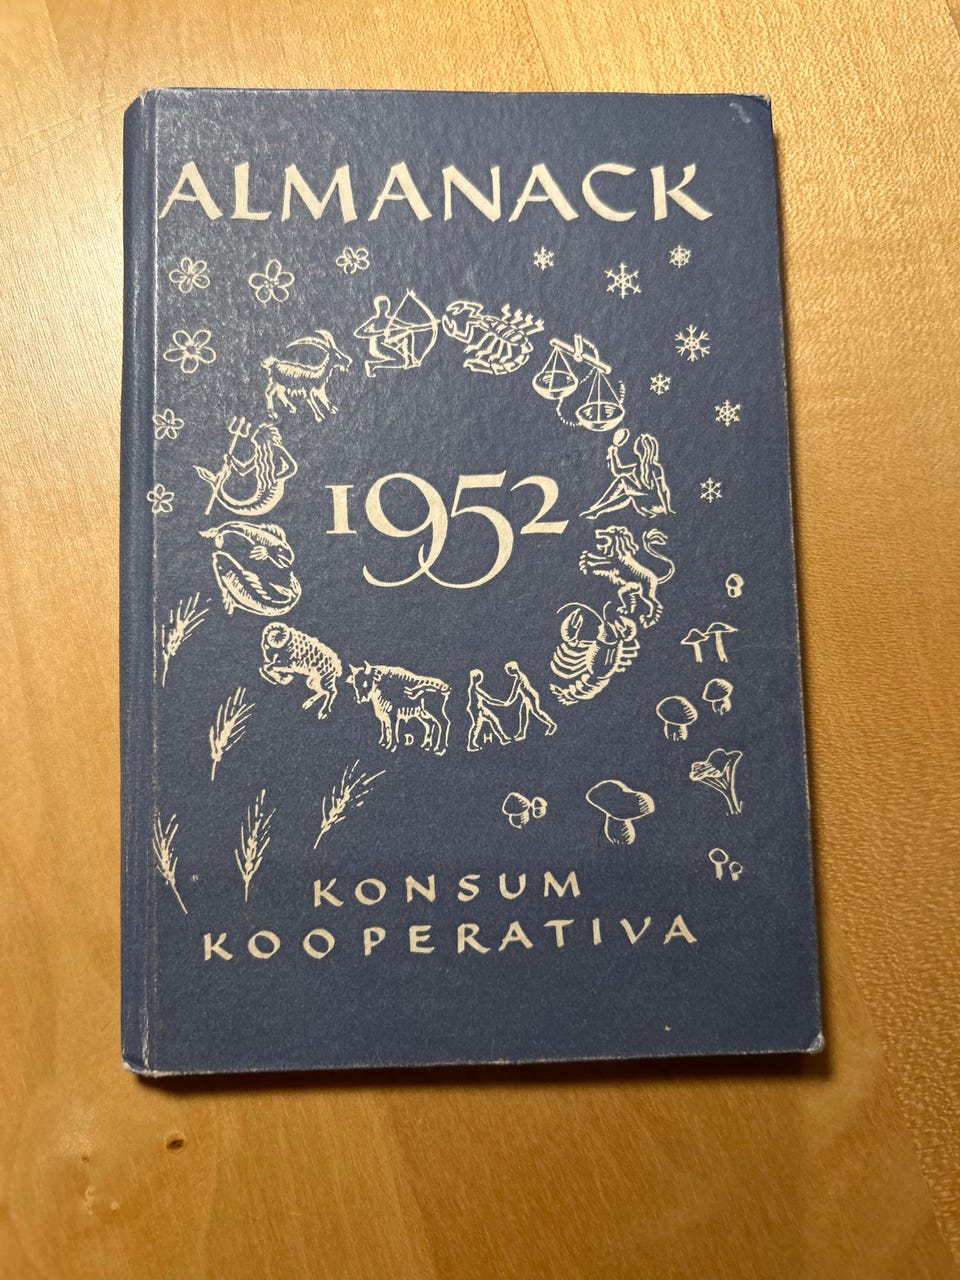 ALMANACK
1952
D H
KONSUM
KOOPERATIVA